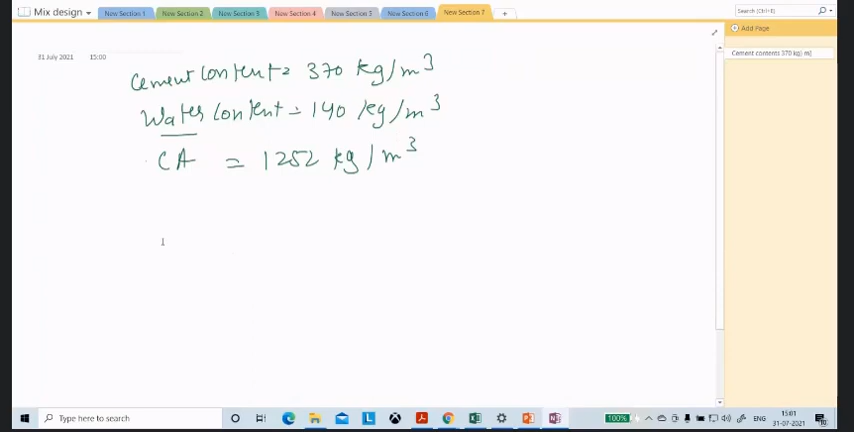 Mix design
New Section 1
New Section 2
New Section 3
New Section 4
New Section 5
New Section 6
New Section 7
+
Search (Ctrl+E)
Add Page
Cement contents 370 kg) m(
31 July 2021 15:00
Cement content = 370 kg/m3
Water content = 140 kg/m3
CA = 1252 kg/m3
Type here to search
100%
ENG
15:01
31-07-2021